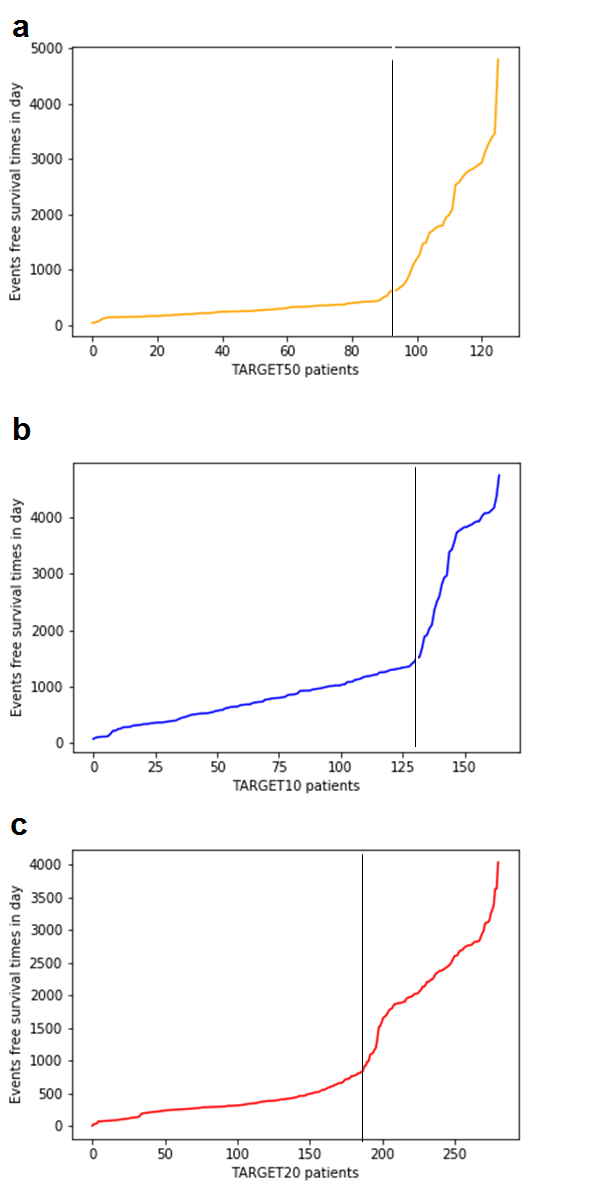 a
Events free survival times in day
5000
4000
3000
2000
1000
0
0 20 40 60 80 100 120
TARGET50 patients
b
Events free survival times in day
4000
3000
2000
1000
0
0 25 50 75 100 125 150
TARGET10 patients
c
Events free survival times in day
4000
3500
3000
2500
2000
1500
1000
500
0
0 50 100 150 200 250
TARGET20 patients